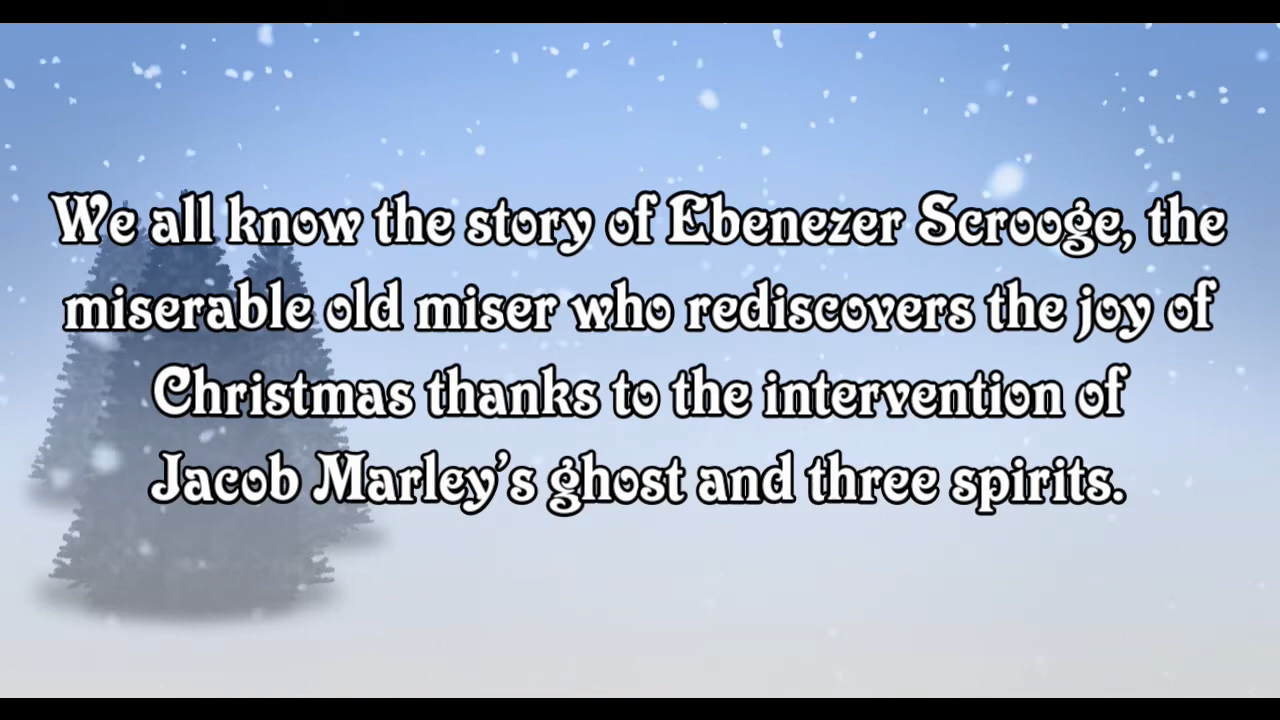 We all know the story of Ebenezer Scrooge, the
miserable old miser who rediscovers the joy of
Christmas thanks to the intervention of
Jacob Marley’s ghost and three spirits.